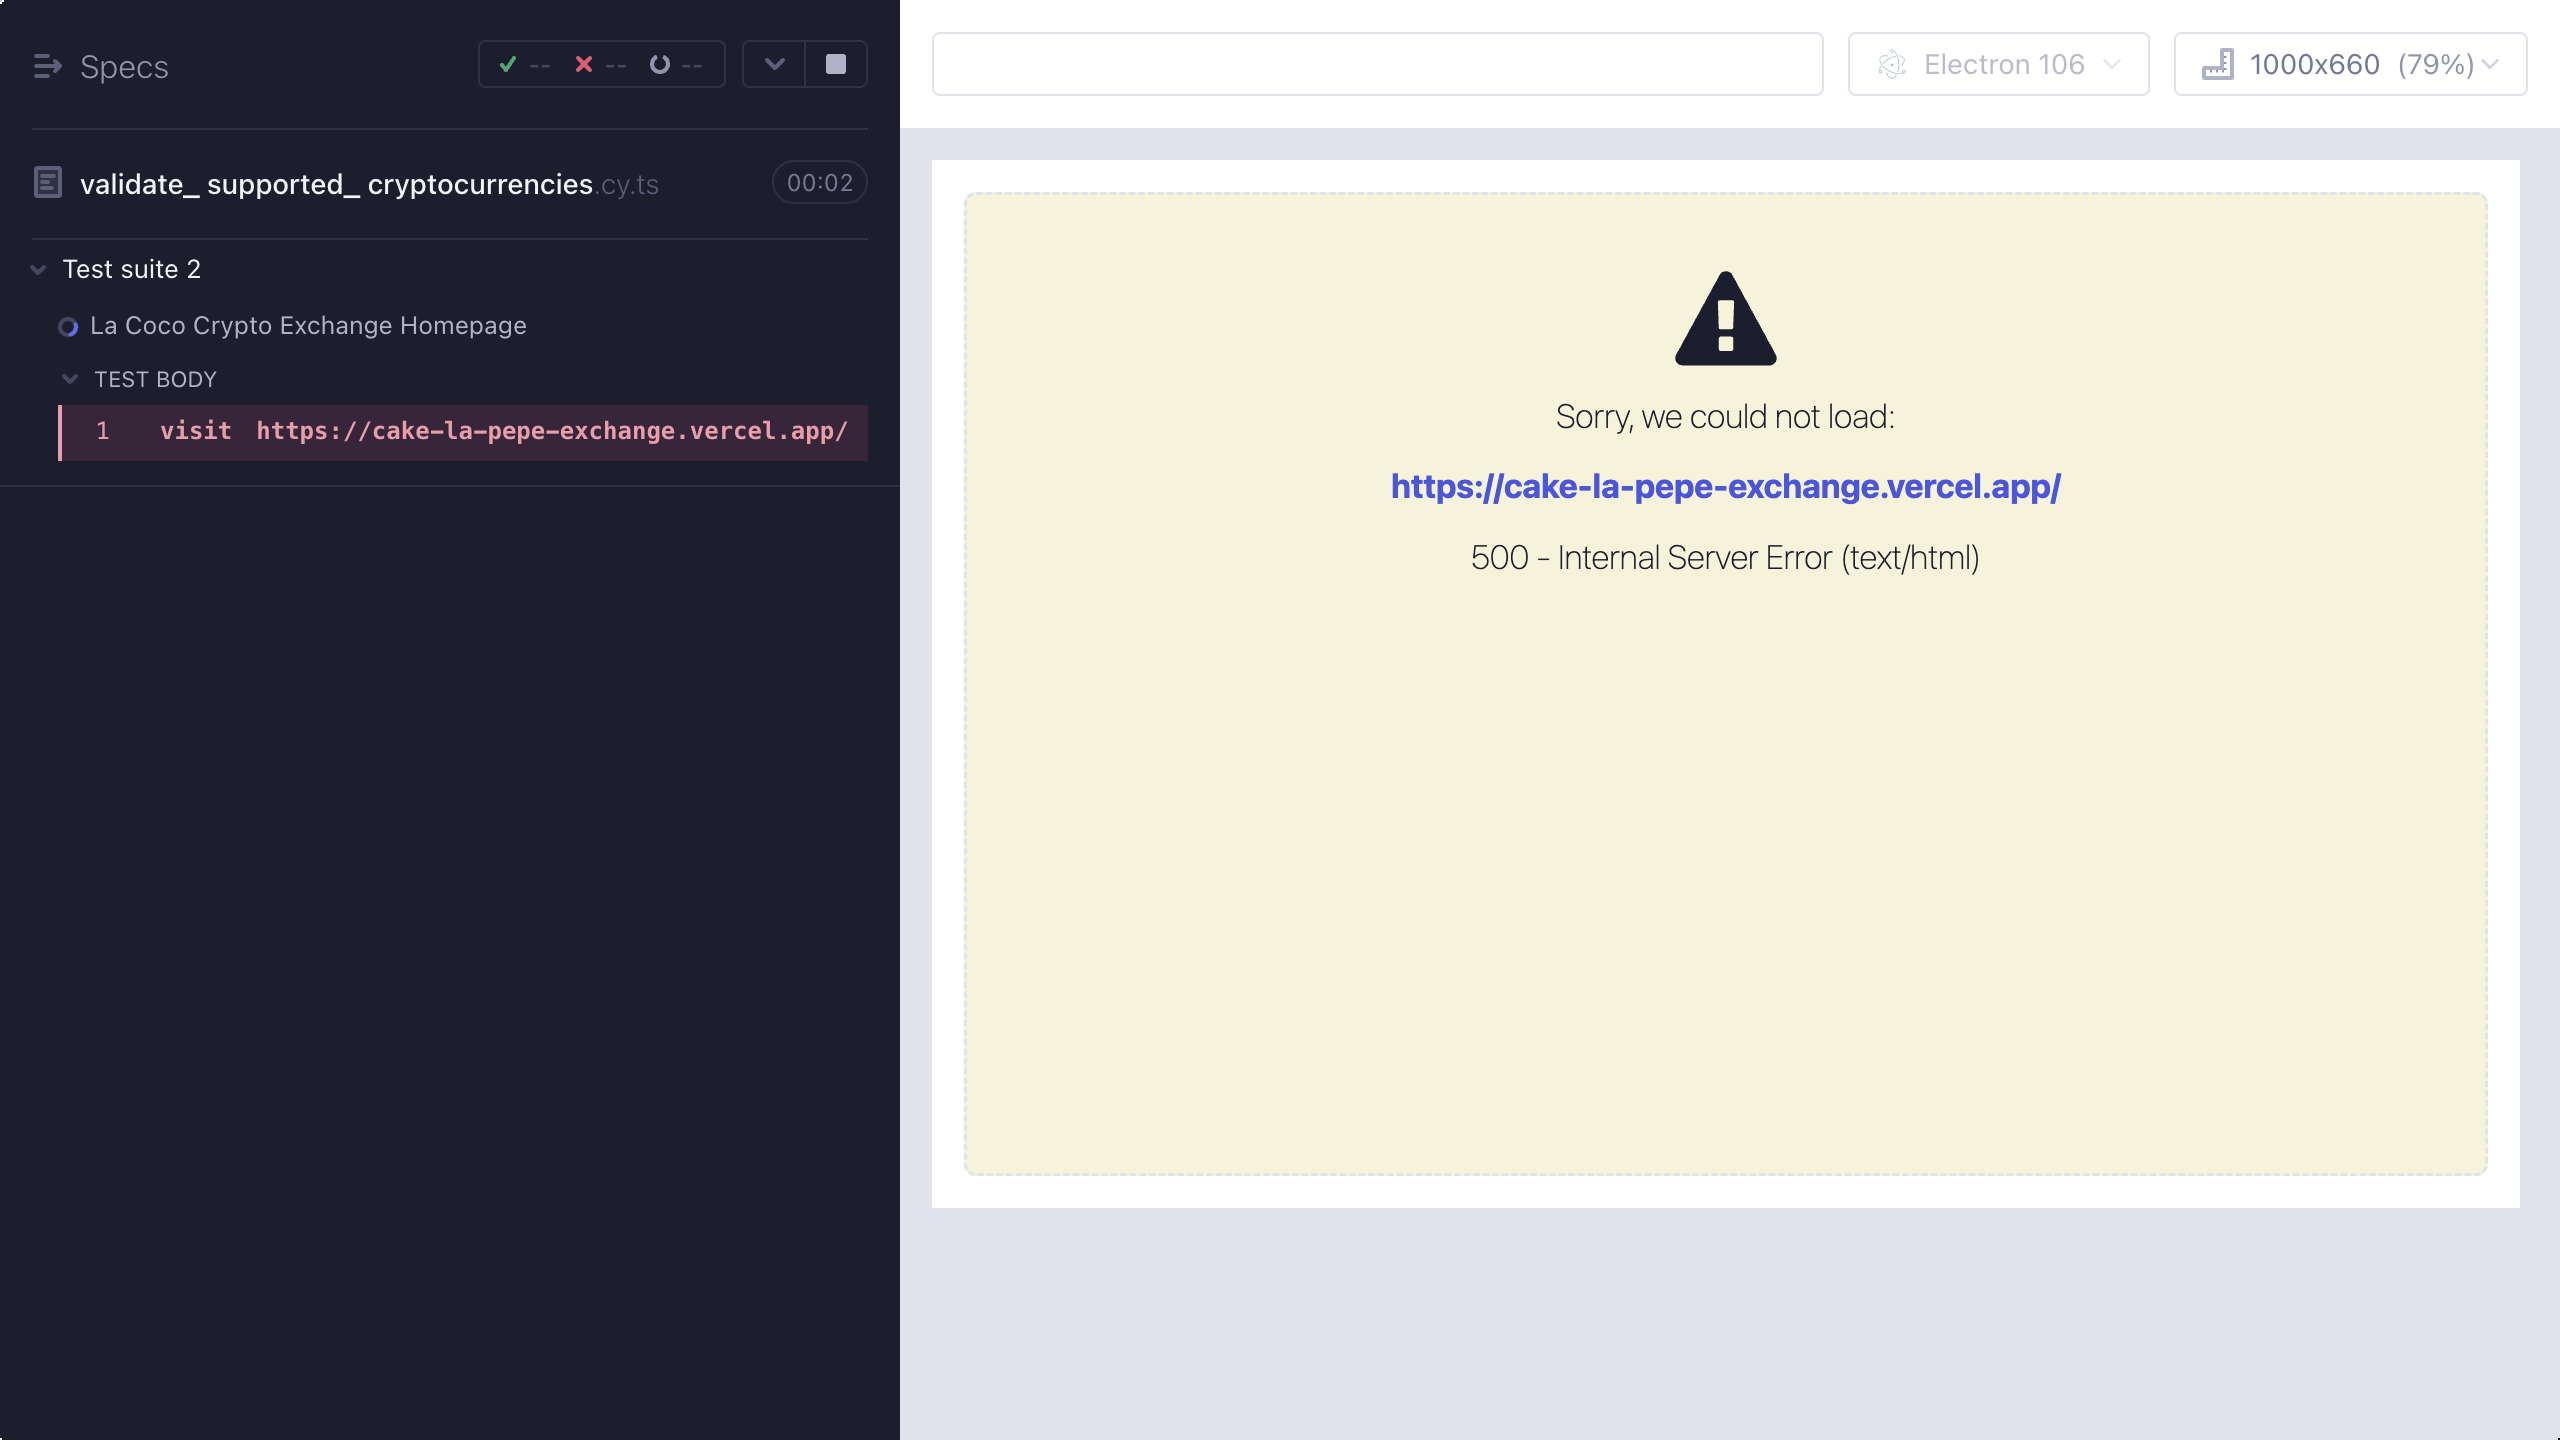 Specs
-- -- --
Electron 106
1000x660 (79%)
validate_ supported_ cryptocurrencies.cy.ts
00:02
Test suite 2
La Coco Crypto Exchange Homepage
TEST BODY
1 visit https://cake-la-pepe-exchange.vercel.app/
Sorry, we could not load:
https://cake-la-pepe-exchange.vercel.app/
500 - Internal Server Error (text/html)